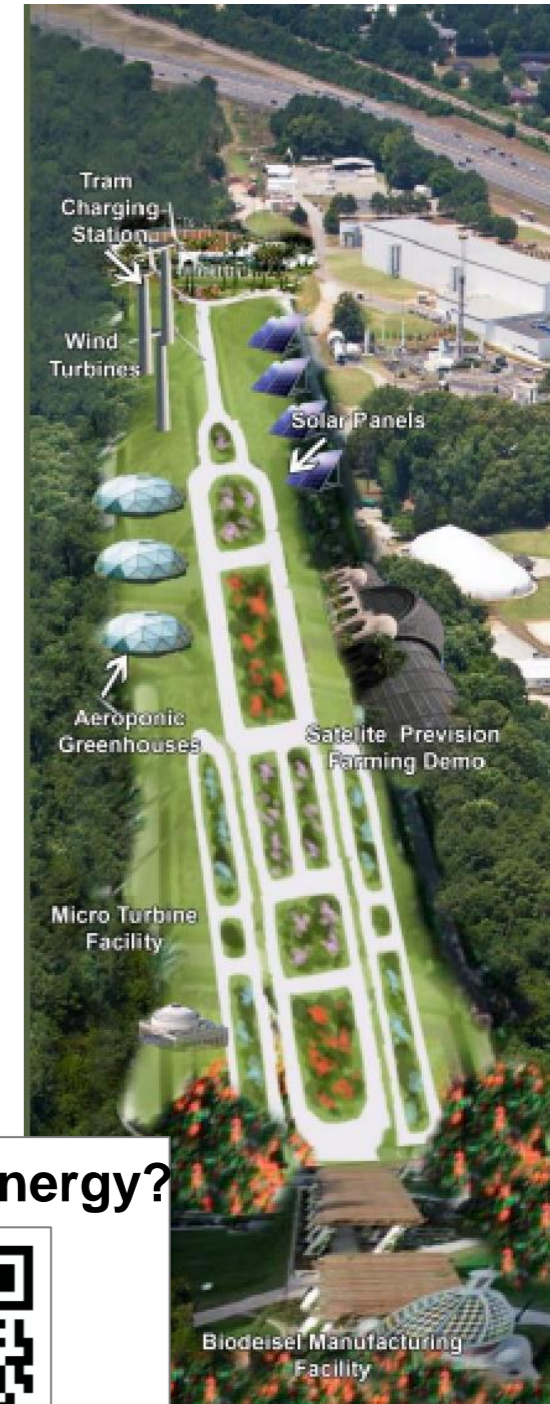 Tram
Charging
Station
Wind
Turbines
Solar Panels
Aeroponic
Greenhouses
Satelite Prevision
Farming Demo
Micro Turbine
Facility
nergy?
Biodeisel Manufacturing
Facility